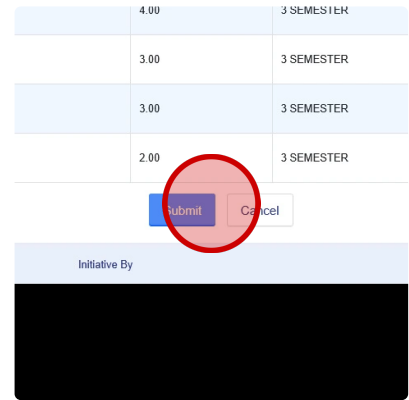 4.00 3 SEMESTER
3.00 3 SEMESTER
3.00 3 SEMESTER
2.00 3 SEMESTER
Submit Cancel
Initiative By